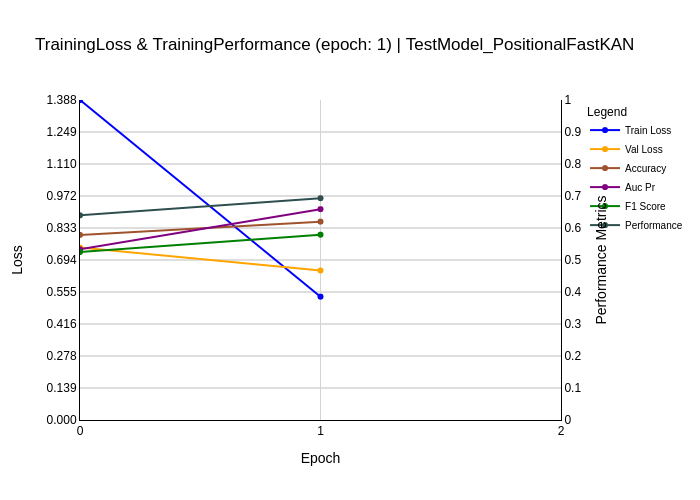 TrainingLoss & TrainingPerformance (epoch: 1) | TestModel_PositionalFastKAN
Loss
1.388
1.249
1.110
0.972
0.833
0.694
0.555
0.416
0.278
0.139
0.000
0
1
2
Epoch
1
0.9
0.8
0.7
0.6
0.5
0.4
0.3
0.2
0.1
0
Performance Metrics
Legend
Train Loss
Val Loss
Accuracy
Auc Pr
F1 Score
Performance